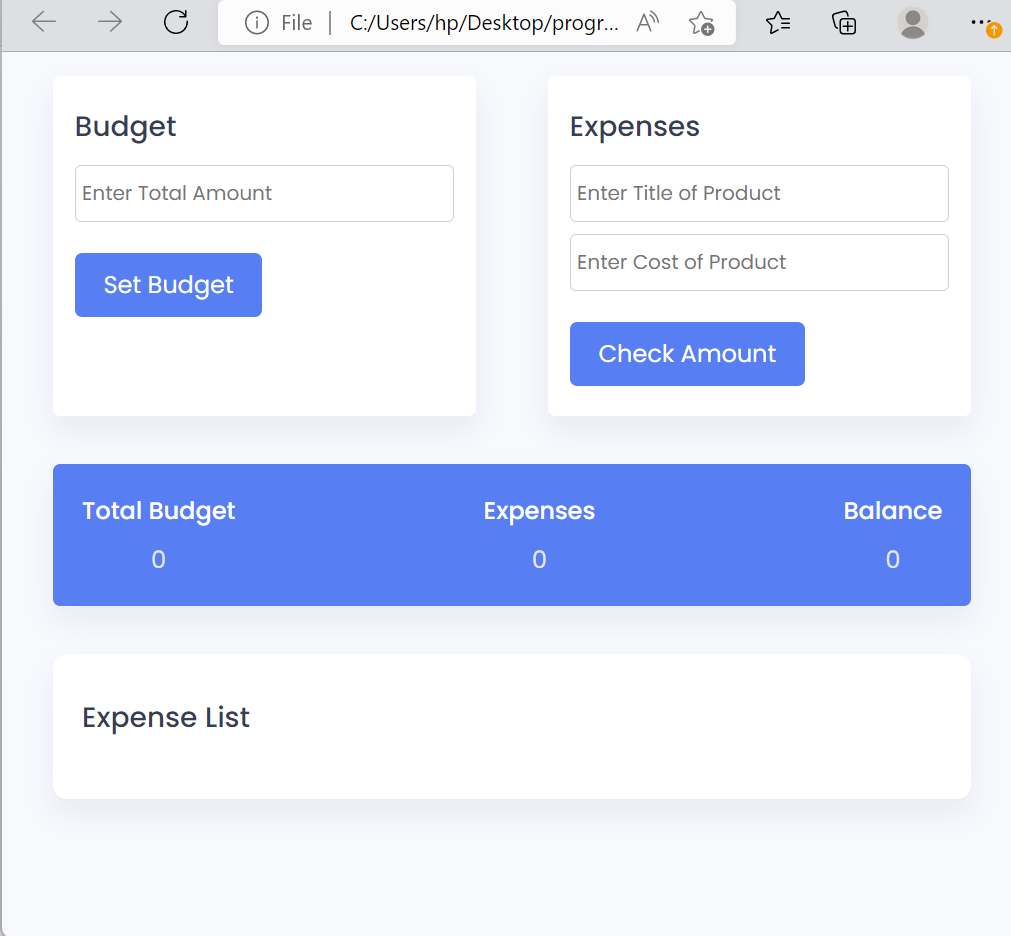 File | C:/Users/hp/Desktop/progr...
Budget
Enter Total Amount
Set Budget
Expenses
Enter Title of Product
Enter Cost of Product
Check Amount
Total Budget Expenses Balance
0 0 0
Expense List